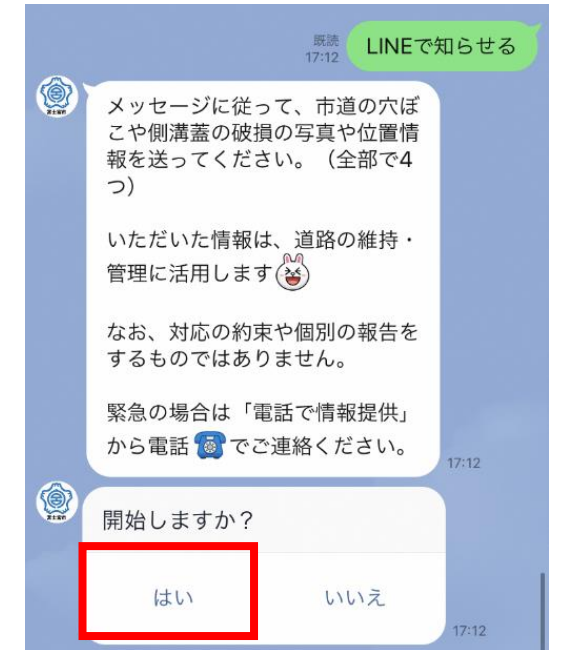 既読
17:12
LINEで知らせる
メッセージに従って、市道の穴ぼ
こや側溝蓋の破損の写真や位置情
報を送ってください。（全部で4
つ）
いただいた情報は、道路の維持・
管理に活用します
なお、対応の約束や個別の報告を
するものではありません。
緊急の場合は「電話で情報提供」
から電話でご連絡ください。
17:12
開始しますか？
はい
いいえ
17:12